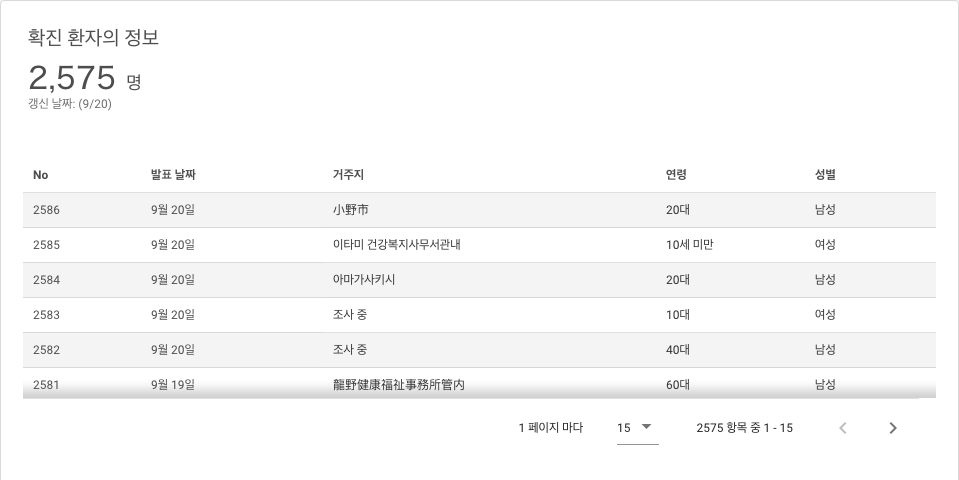 확진 환자의 정보
2,575 명
갱신 날짜: (9/20)
No 발표 날짜 거주지 연령 성별
2586 9월 20일 小野市 20대 남성
2585 9월 20일 이타미 건강복지사무서관내 10세 미만 여성
2584 9월 20일 아마가사키시 20대 남성
2583 9월 20일 조사 중 10대 여성
2582 9월 20일 조사 중 40대 남성
2581 9월 19일 龍野健康福祉事務所管内 60대 남성
1 페이지 마다 15 2575 항목 중 1 - 15